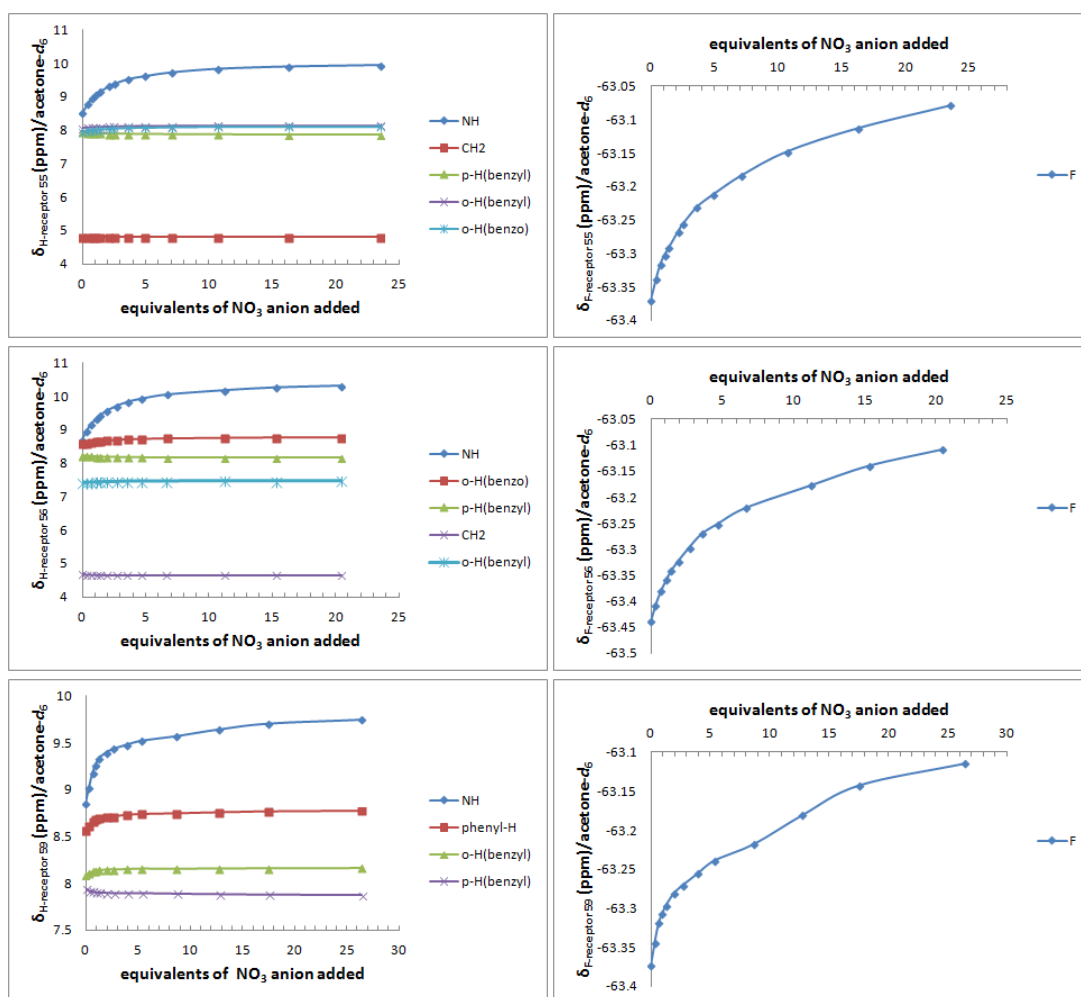 11
10
9
8
7
6
5
4
0 5 10 15 20 25
δH-receptor 55 (ppm)/acetone-d6
equivalents of NO3 anion added
NH
CH2
p-H(benzyl)
o-H(benzyl)
o-H(benzo)
equivalents of NO3 anion added
0 5 10 15 20 25
-63.05
-63.1
-63.15
-63.2
-63.25
-63.3
-63.35
-63.4
δF-receptor 55 (ppm)/acetone-d6
F
11
10
9
8
7
6
5
4
0 5 10 15 20 25
δH-receptor 56 (ppm)/acetone-d6
equivalents of NO3 anion added
NH
o-H(benzo)
p-H(benzyl)
CH2
o-H(benzyl)
equivalents of NO3 anion added
0 5 10 15 20 25
-63.05
-63.1
-63.15
-63.2
-63.25
-63.3
-63.35
-63.4
-63.45
-63.5
δF-receptor 56 (ppm)/acetone-d6
F
10
9.5
9
8.5
8
7.5
0 5 10 15 20 25 30
δH-receptor 59 (ppm)/acetone-d6
equivalents of NO3 anion added
NH
phenyl-H
o-H(benzyl)
p-H(benzyl)
equivalents of NO3 anion added
0 5 10 15 20 25 30
-63.1
-63.15
-63.2
-63.25
-63.3
-63.35
-63.4
δF-receptor 59 (ppm)/acetone-d6
F